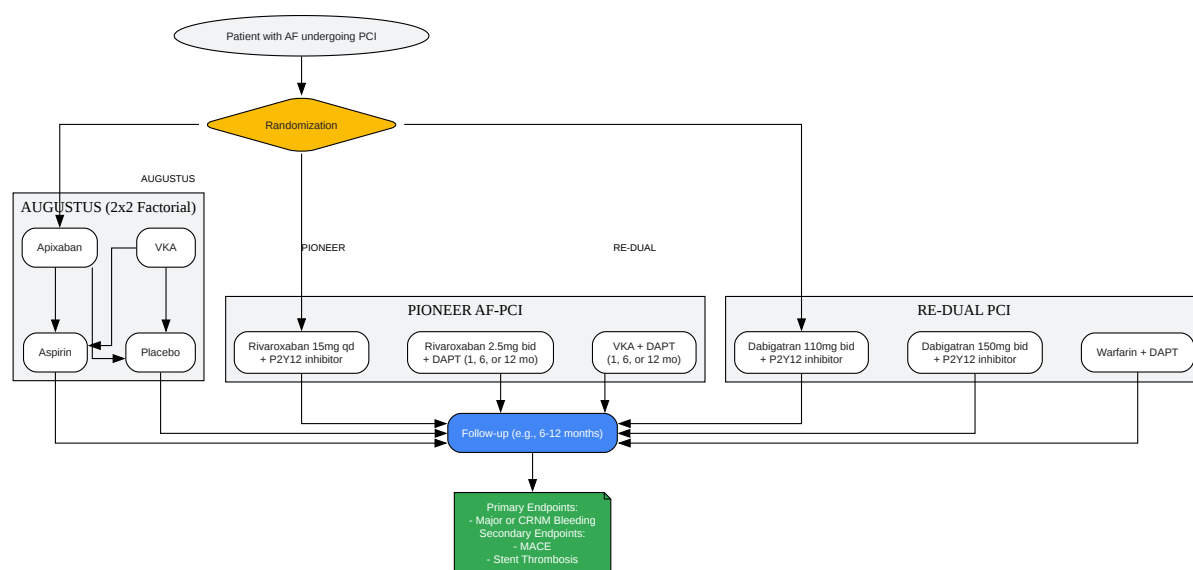 Patient with AF undergoing PCI
Randomization
AUGUSTUS
AUGUSTUS (2x2 Factorial)
Apixaban
VKA
Aspirin
Placebo
PIONEER
RE-DUAL
PIONEER AF-PCI
Rivaroxaban 15mg qd
+ P2Y12 inhibitor
Rivaroxaban 2.5mg bid
+ DAPT (1, 6, or 12 mo)
VKA + DAPT
(1, 6, or 12 mo)
RE-DUAL PCI
Dabigatran 110mg bid
+ P2Y12 inhibitor
Dabigatran 150mg bid
+ P2Y12 inhibitor
Warfarin + DAPT
Follow-up (e.g., 6-12 months)
Primary Endpoints:
- Major or CRNM Bleeding
Secondary Endpoints:
- MACE
- Stent Thrombosis